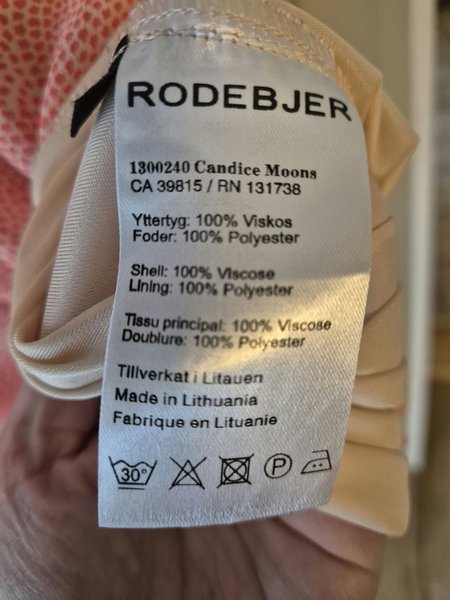 RODEBJER
1300240 Candice Moons
CA 39815 / RN 131738
Yttertyg: 100% Viskos
Foder: 100% Polyester
Shell: 100% Viscose
Lining: 100% Polyester
Tissu principal: 100% Viscose
Doublure: 100% Polyester
Tillverkat i Litauen
Made in Lithuania
Fabrique en Lituanie
30° P